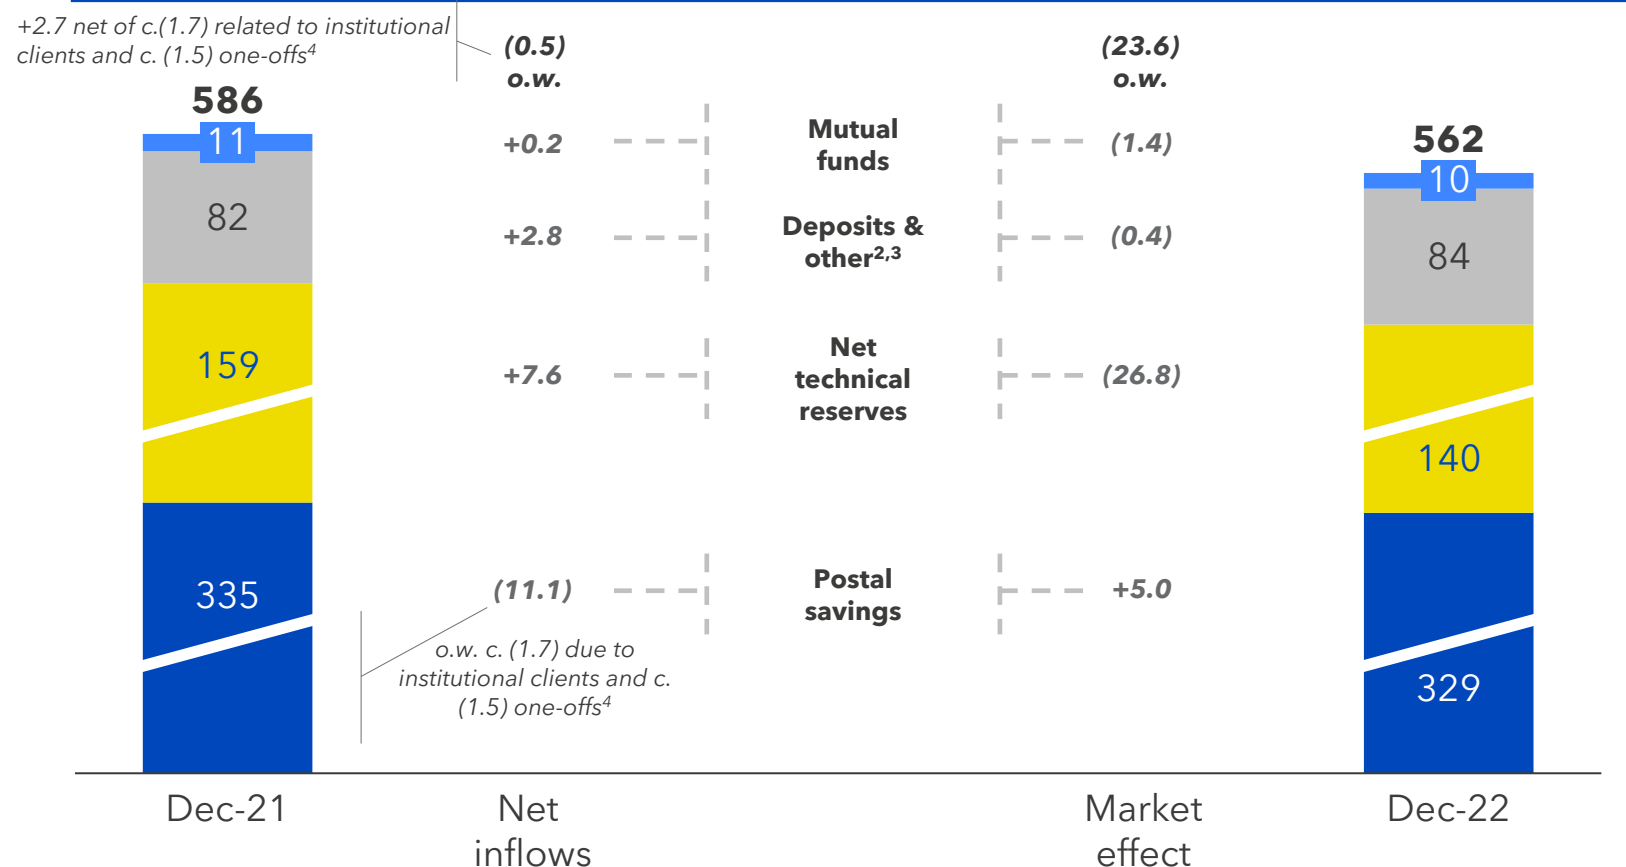 +2.7 net of c.(1.7) related to institutional
clients and c. (1.5) one-offs4
(0.5)
o.w.
(23.6)
o.w.
586
562
11
+0.2
Mutual
funds
(1.4)
10
82
+2.8
Deposits &
other2,3
(0.4)
84
159
+7.6
Net
technical
reserves
(26.8)
140
335
(11.1)
Postal
savings
+5.0
329
o.w. c. (1.7) due to
institutional clients and c.
(1.5) one-offs4
Dec-21
Net
inflows
Market
effect
Dec-22